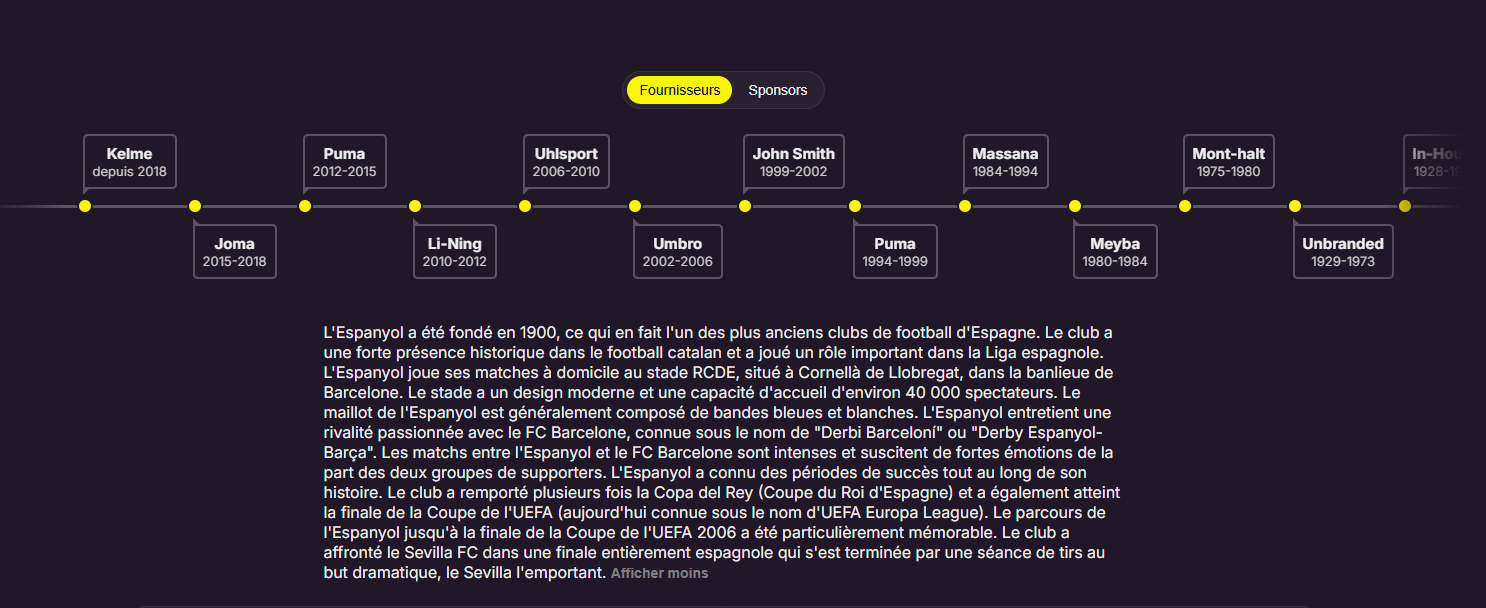 Fournisseurs Sponsors
Kelme
depuis 2018
Puma
2012-2015
Uhlsport
2006-2010
John Smith
1999-2002
Massana
1984-1994
Mont-halt
1975-1980
Joma
2015-2018
Li-Ning
2010-2012
Umbro
2002-2006
Puma
1994-1999
Meyba
1980-1984
Unbranded
1929-1973
L'Espanyol a été fondé en 1900, ce qui en fait l'un des plus anciens clubs de football d'Espagne. Le club a
une forte présence historique dans le football catalan et a joué un rôle important dans la Liga espagnole.
L'Espanyol joue ses matches à domicile au stade RCDE, situé à Cornellà de Llobregat, dans la banlieue de
Barcelone. Le stade a un design moderne et une capacité d'accueil d'environ 40 000 spectateurs. Le
maillot de l'Espanyol est généralement composé de bandes bleues et blanches. L'Espanyol entretient une
rivalité passionnée avec le FC Barcelone, connue sous le nom de "Derbi Barceloní" ou "Derby Espanyol-
Barça". Les matchs entre l'Espanyol et le FC Barcelone sont intenses et suscitent de fortes émotions de la
part des deux groupes de supporters. L'Espanyol a connu des périodes de succès tout au long de son
histoire. Le club a remporté plusieurs fois la Copa del Rey (Coupe du Roi d'Espagne) et a également atteint
la finale de la Coupe de l'UEFA (aujourd'hui connue sous le nom d'UEFA Europa League). Le parcours de
l'Espanyol jusqu'à la finale de la Coupe de l'UEFA 2006 a été particulièrement mémorable. Le club a
affronté le Sevilla FC dans une finale entièrement espagnole qui s'est terminée par une séance de tirs au
but dramatique, le Sevilla l'emportant. Afficher moins